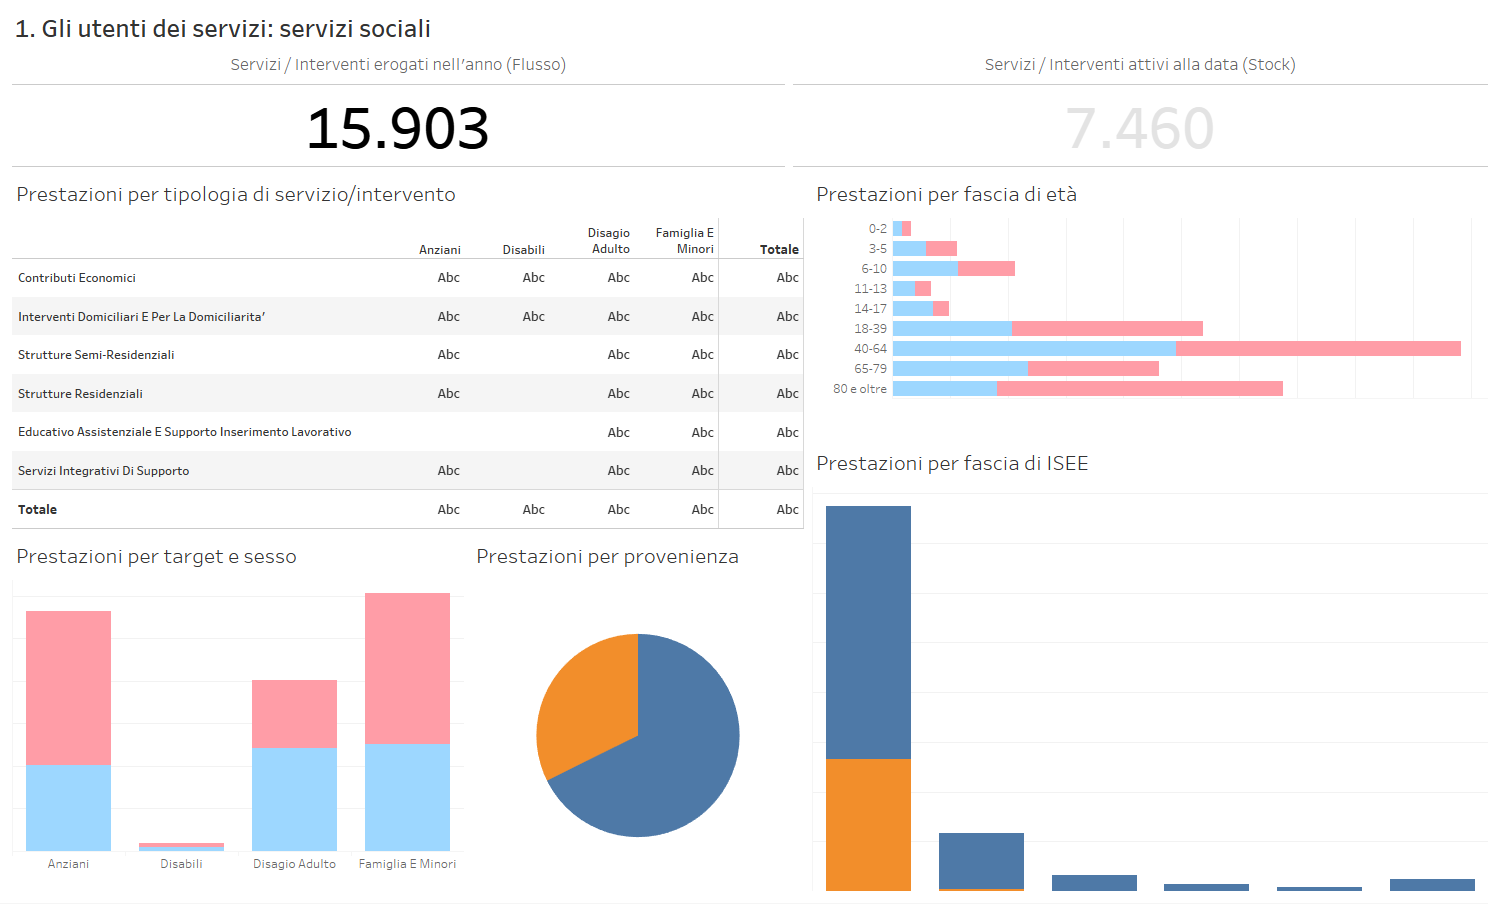 1. Gli utenti dei servizi: servizi sociali
Servizi / Interventi erogati nell'anno (Flusso)
Servizi / Interventi attivi alla data (Stock)
15.903
7.460
Prestazioni per tipologia di servizio/intervento
Anziani Disabili Disagio Adulto Famiglia E Minori Totale
Contributi Economici Abc Abc Abc Abc Abc
Interventi Domiciliari E Per La Domiciliarita' Abc Abc Abc Abc Abc
Strutture Semi-Residenziali Abc Abc Abc Abc
Strutture Residenziali Abc Abc Abc Abc
Educativo Assistenziale E Supporto Inserimento Lavorativo Abc Abc Abc
Servizi Integrativi Di Supporto Abc Abc Abc Abc
Totale Abc Abc Abc Abc Abc
Prestazioni per fascia di età
0-2
3-5
6-10
11-13
14-17
18-39
40-64
65-79
80 e oltre
Prestazioni per fascia di ISEE
Prestazioni per target e sesso
Anziani Disabili Disagio Adulto Famiglia E Minori
Prestazioni per provenienza